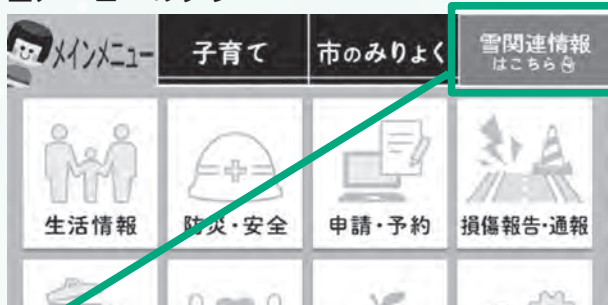 メインメニュー
子育て
市のみりょく
雪関連情報
はこちら
生活情報
防災・安全
申請・予約
損傷報告・通報